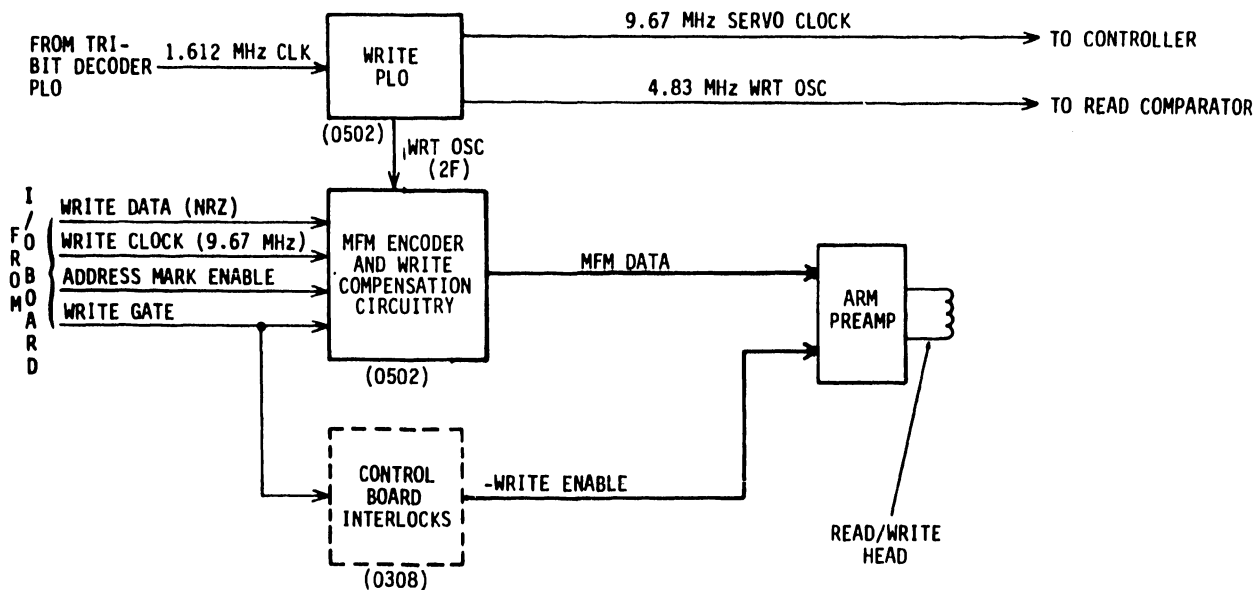 9.67 MHz SERVO CLOCK
TO CONTROLLER
FROM TRI-
BIT DECODER
PLO
1.612 MHz CLK
WRITE
PLO
4.83 MHz WRT OSC
TO READ COMPARATOR
(0502)
WRT OSC
(2F)
FROM
I/O BOARD
WRITE DATA (NRZ)
WRITE CLOCK (9.67 MHz)
ADDRESS MARK ENABLE
WRITE GATE
MFM ENCODER
AND WRITE
COMPENSATION
CIRCUITRY
(0502)
MFM DATA
ARM
PREAMP
CONTROL
BOARD
INTERLOCKS
(0308)
-WRITE ENABLE
READ/WRITE
HEAD